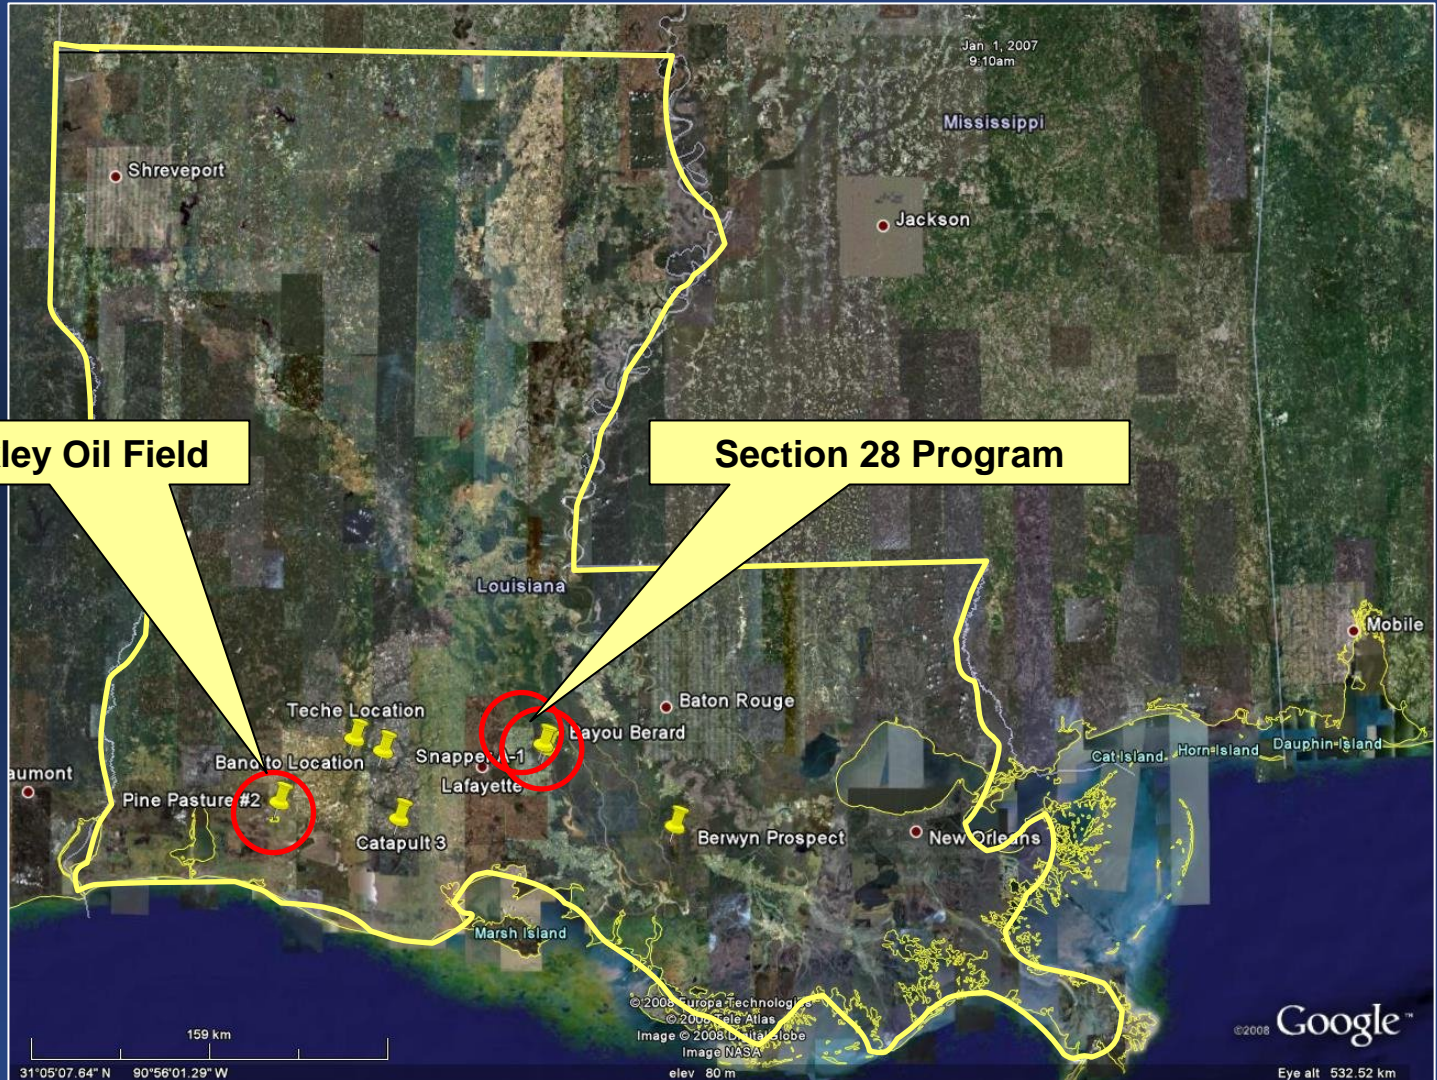 Jan 1, 2007
9:10am
Mississippi
Shreveport
Jackson
ley Oil Field
Section 28 Program
Louisiana
Mobile
Baton Rouge
Teche Location
Bayou Berard
Snapper A-1
Bandito Location
Lafayette
Cat Island
Horn Island
Dauphin Island
aumont
Pine Pasture #2
Catapult 3
Berwyn Prospect
New Orleans
Marsh Island
© 2008 Europa Technologies
© 2008 Tele Atlas
Image © 2008 DigitalGlobe
Image NASA
©2008 Google™
159 km
31°05'07.64" N 90°56'01.29" W
elev 80 m
Eye alt 532.52 km